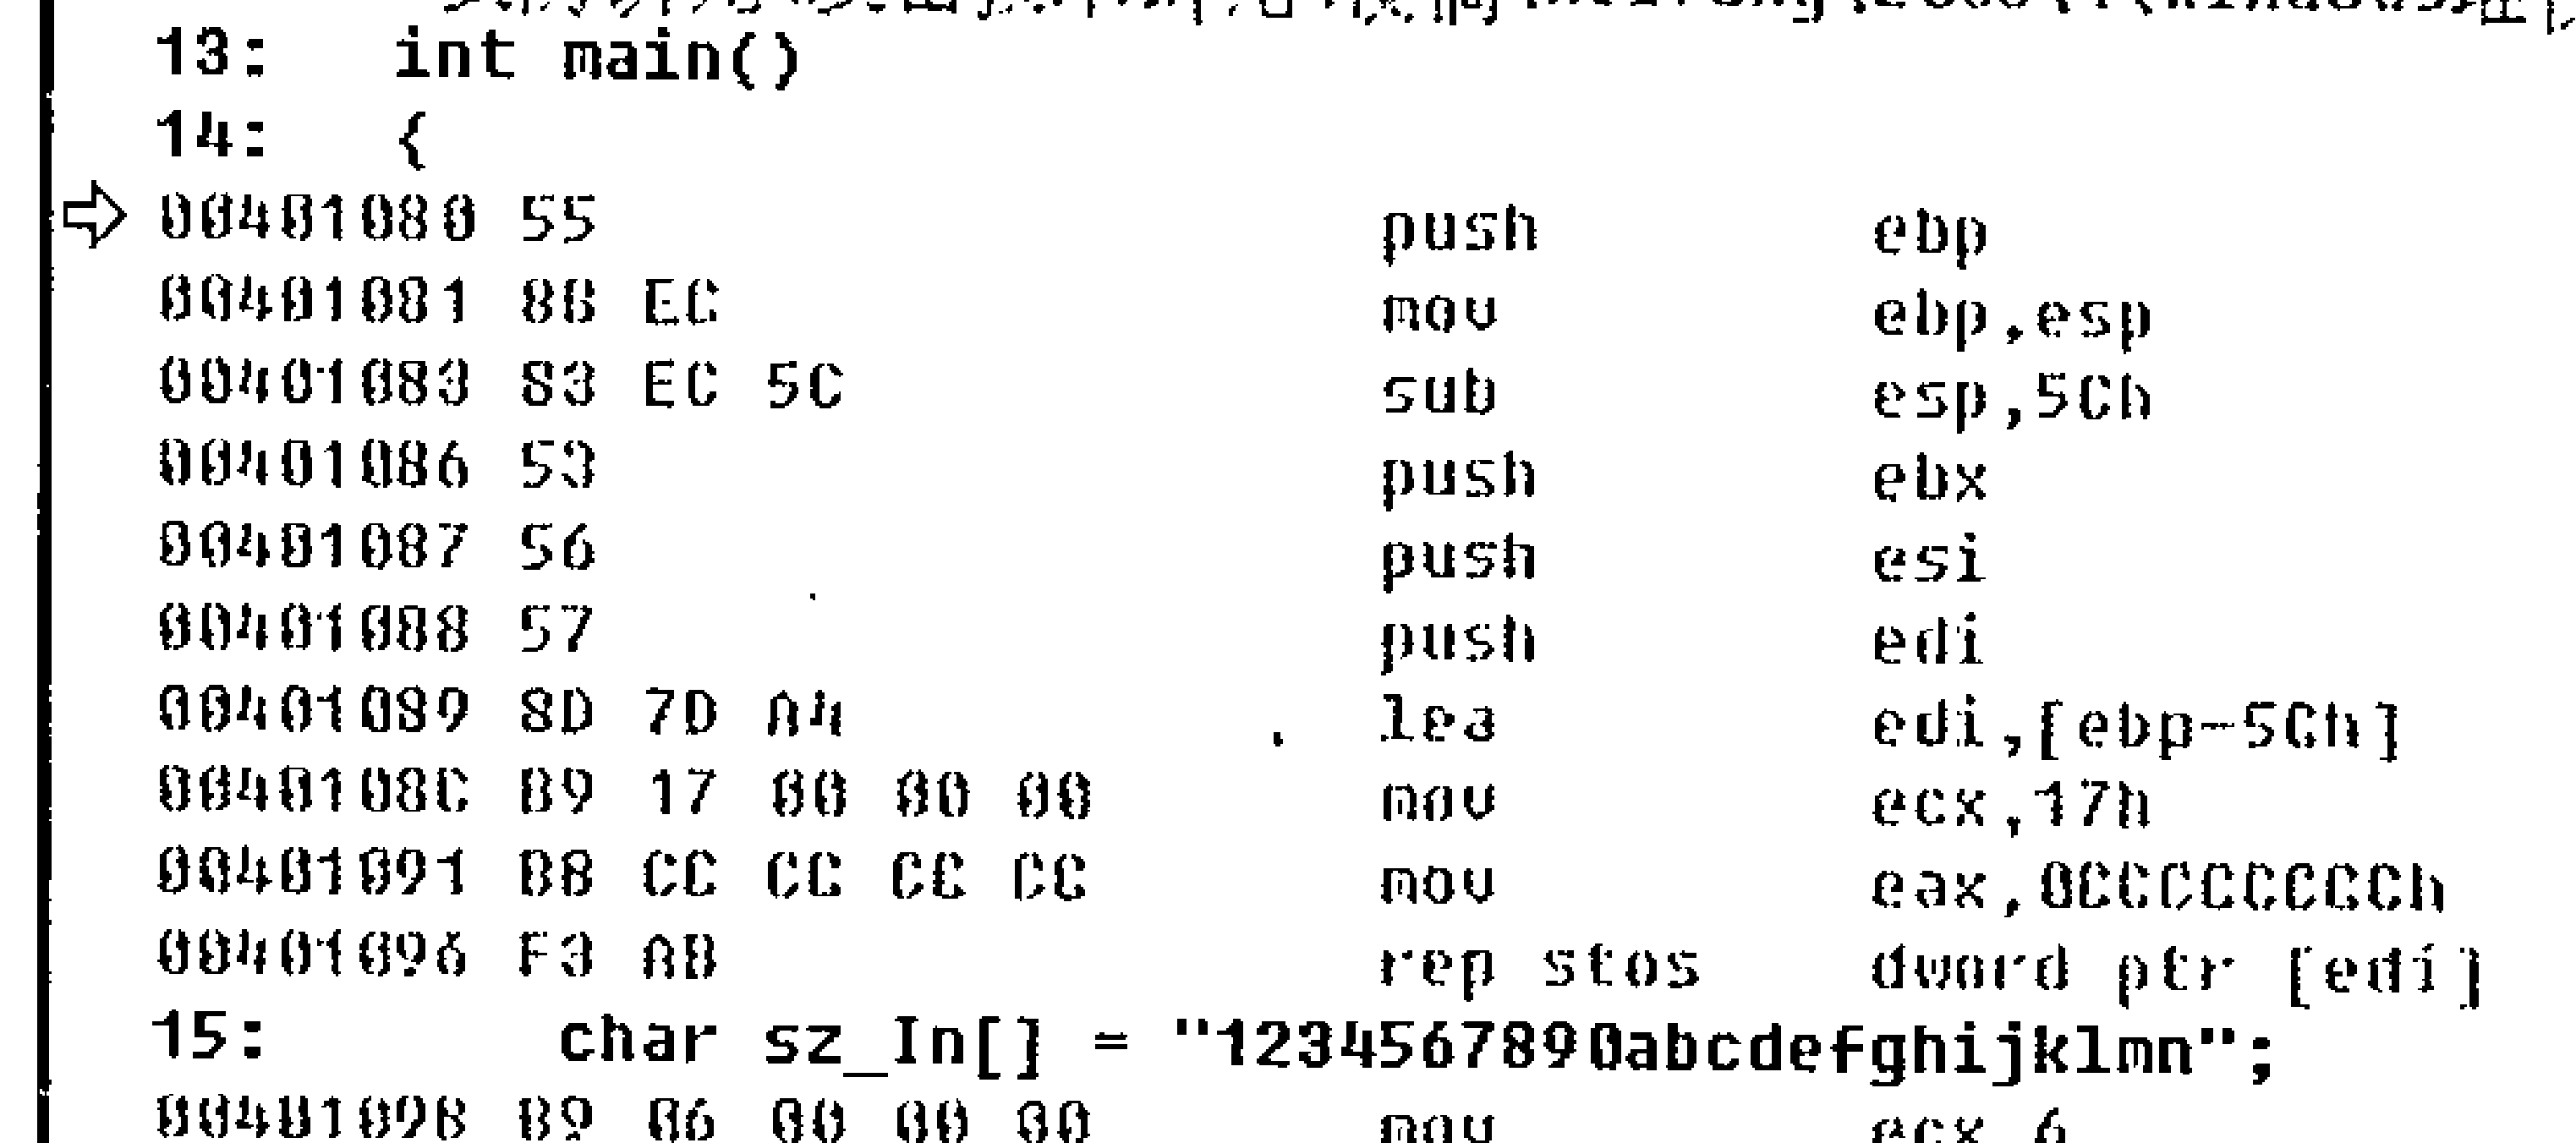 13:   int main()
14:   {
00401080 55                   push        ebp
00401081 8B EC                mov         ebp,esp
00401083 83 EC 5C             sub         esp,5Ch
00401086 53                   push        ebx
00401087 56                   push        esi
00401088 57                   push        edi
00401089 8D 7D A4             lea         edi,[ebp-5Ch]
0040108C B9 17 00 00 00       mov         ecx,17h
00401091 B8 CC CC CC CC       mov         eax,0CCCCCCCCh
00401096 F3 AB                rep stos    dword ptr [edi]
15:       char sz_In[] = "1234567890abcdefghijklmn";
00401098 B9 06 00 00 00       mov         ecx,6